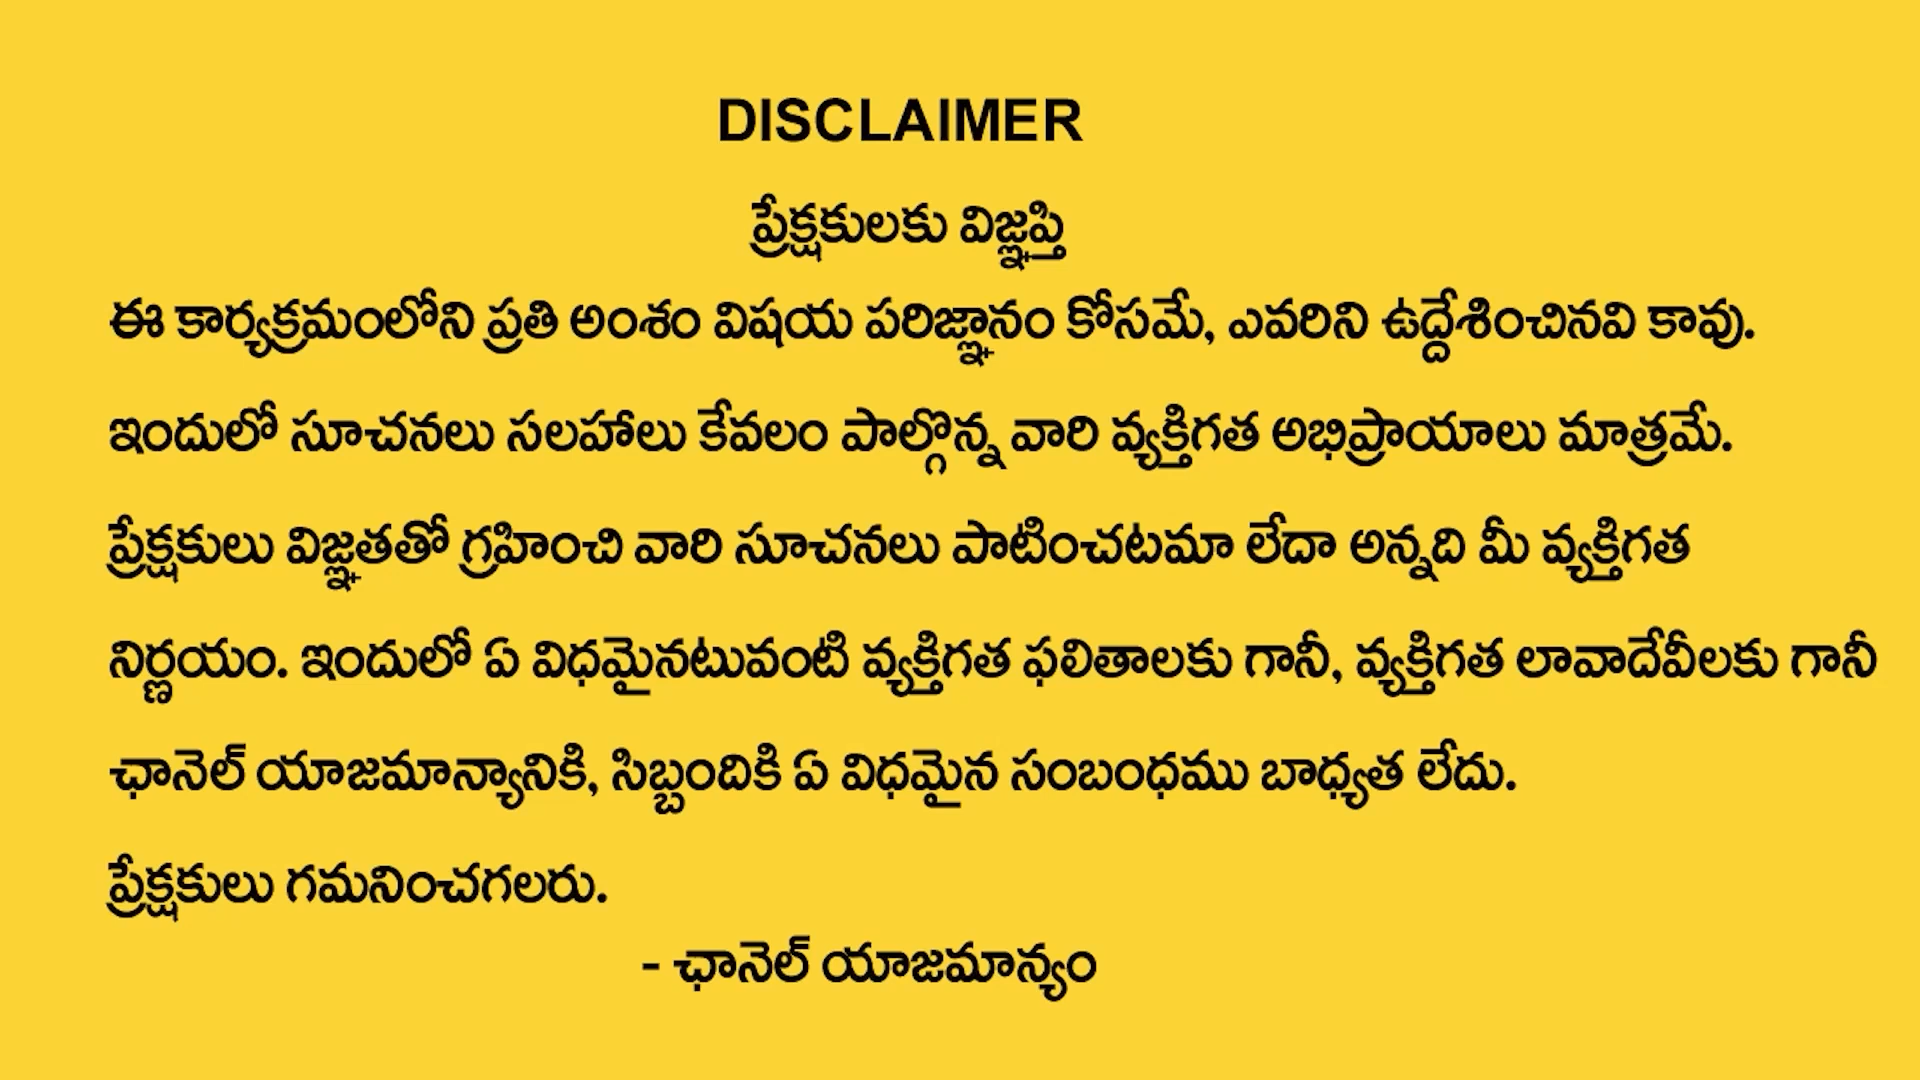 DISCLAIMER
ప్రేక్షకులకు విజ్ఞప్తి
ఈ కార్యక్రమంలోని ప్రతి అంశం విషయ పరిజ్ఞానం కోసమే, ఎవరిని ఉద్దేశించినవి కావు.
ఇందులో సూచనలు సలహాలు కేవలం పాల్గొన్న వారి వ్యక్తిగత అభిప్రాయాలు మాత్రమే.
ప్రేక్షకులు విజ్ఞతతో గ్రహించి వారి సూచనలు పాటించటమా లేదా అన్నది మీ వ్యక్తిగత
నిర్ణయం. ఇందులో ఏ విధమైనటువంటి వ్యక్తిగత ఫలితాలకు గానీ, వ్యక్తిగత లావాదేవీలకు గానీ
ఛానెల్ యాజమాన్యానికి, సిబ్బందికి ఏ విధమైన సంబంధము బాధ్యత లేదు.
ప్రేక్షకులు గమనించగలరు.
- ఛానెల్ యాజమాన్యం